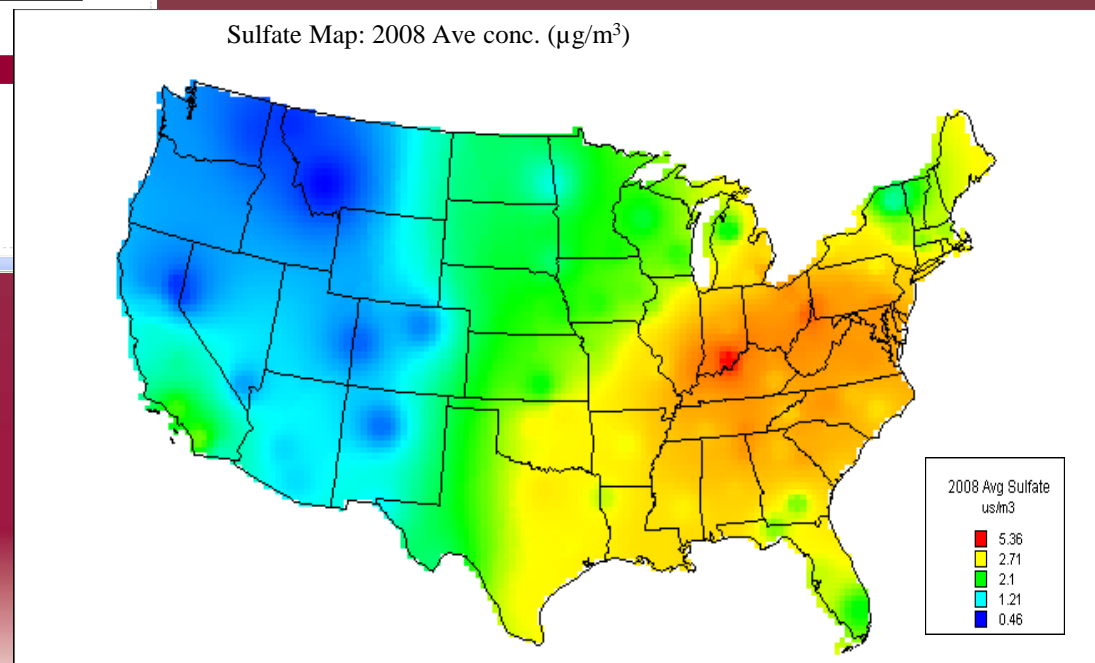 Sulfate Map: 2008 Ave conc. (µg/m³)
2008 Avg Sulfate
us/m3
5.36
2.71
2.1
1.21
0.46